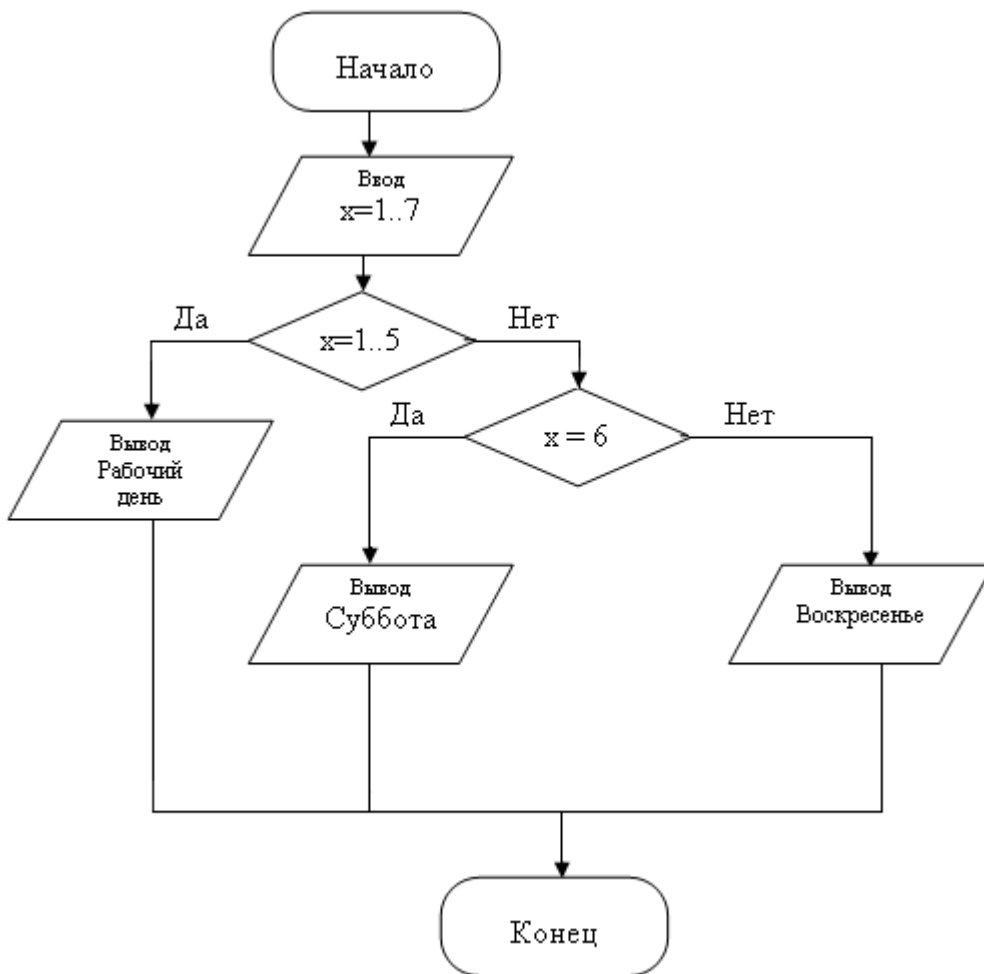 Начало
Ввод
x=1..7
Да
Нет
x=1..5
Да
Нет
x = 6
Вывод
Рабочий
день
Вывод
Суббота
Вывод
Воскресенье
Конец